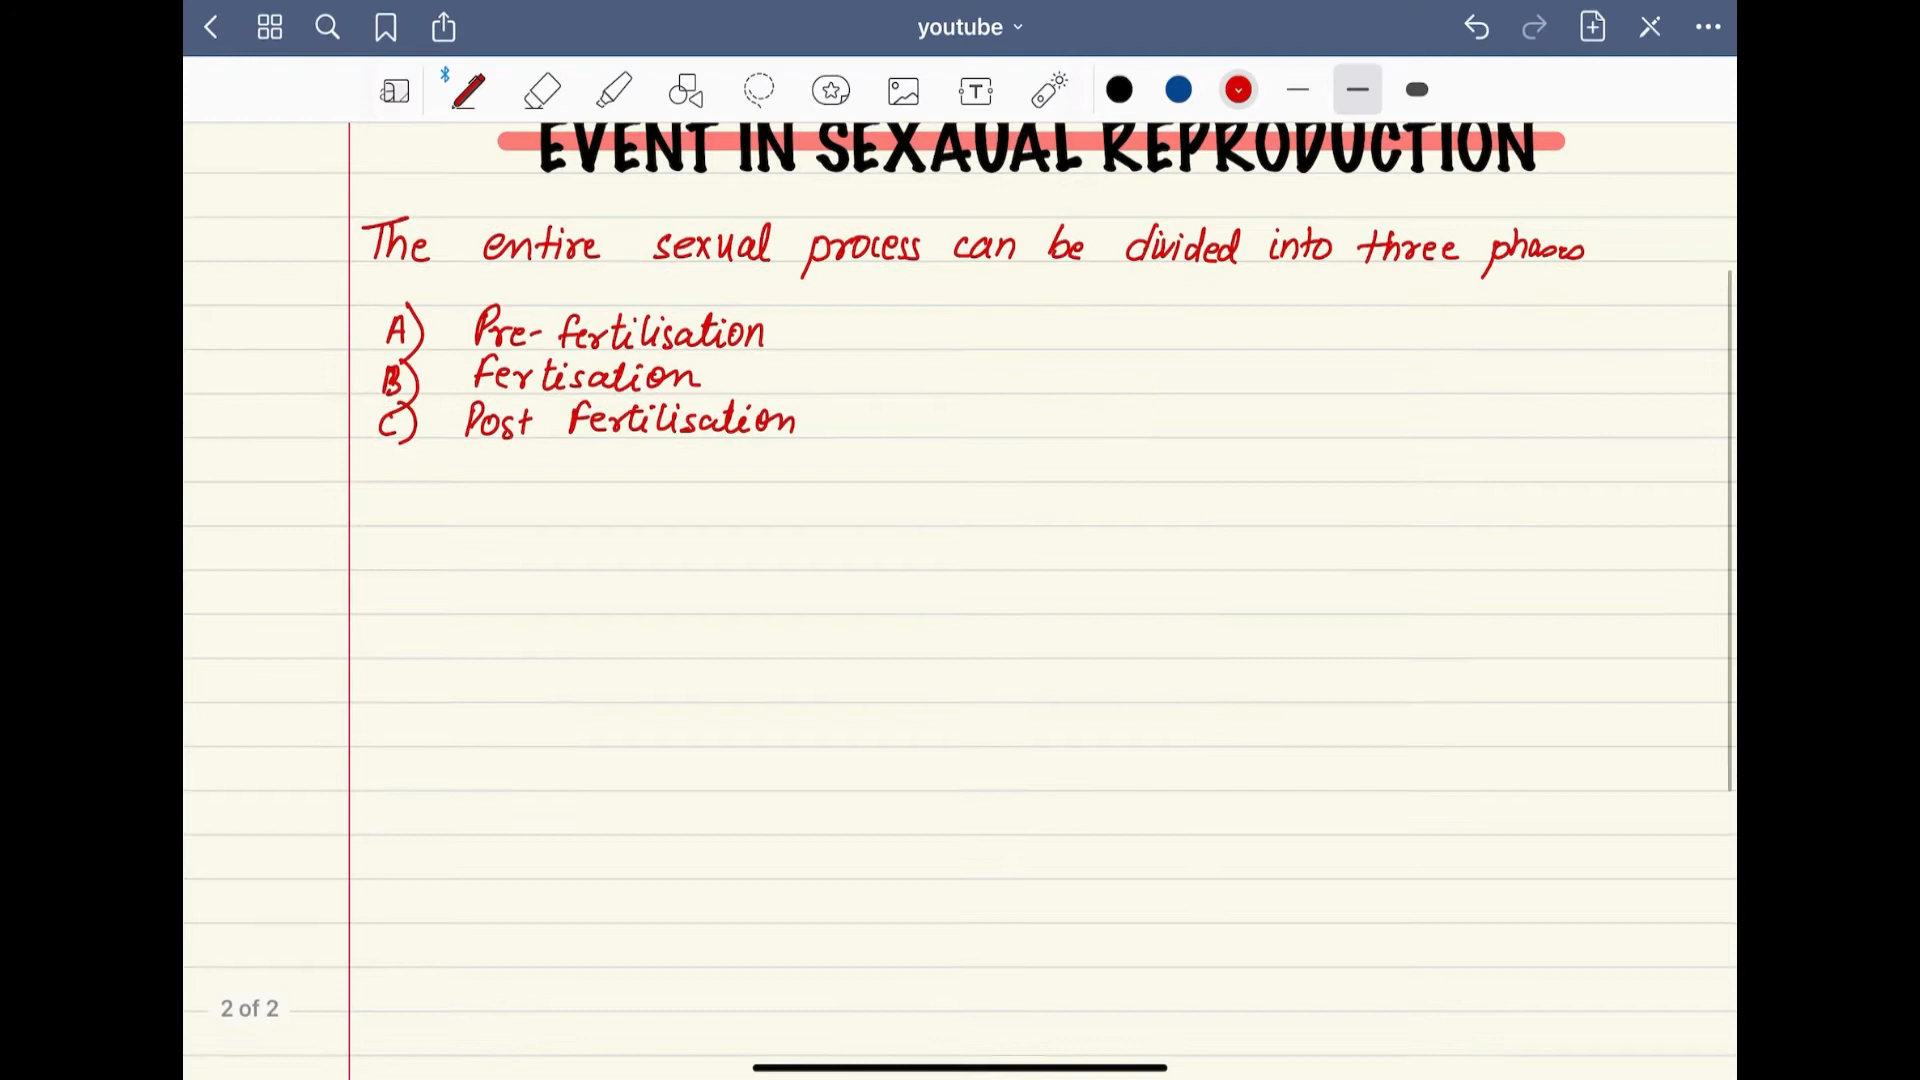 youtube
EVENT IN SEXAUAL REPRODUCTION
The entire sexual process can be divided into three phases
A) Pre-fertilisation
B) Fertisation
C) Post Fertilisation
2 of 2